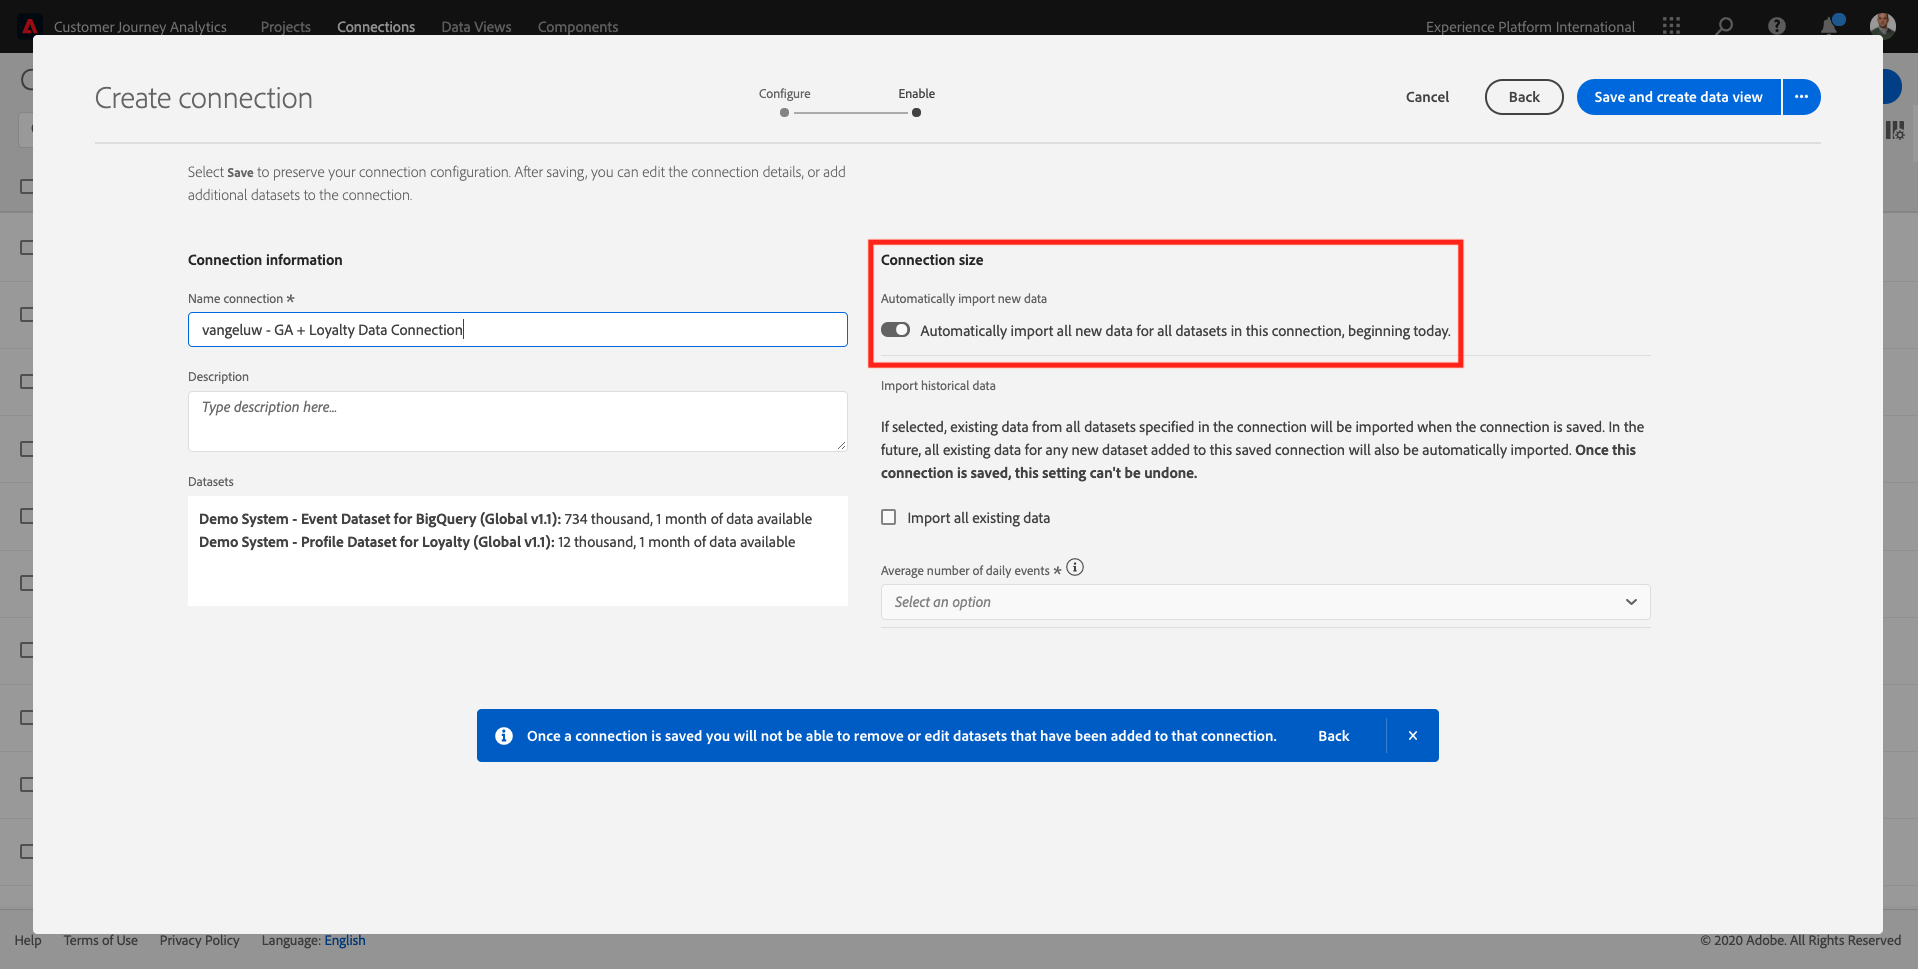 Customer Journey Analytics Projects Connections Data Views Components Experience Platform International
Create connection
Configure Enable
Cancel Back Save and create data view
Select Save to preserve your connection configuration. After saving, you can edit the connection details, or add
additional datasets to the connection.
Connection information
Name connection *
vangeluw - GA + Loyalty Data Connection
Description
Type description here...
Datasets
Demo System - Event Dataset for BigQuery (Global v1.1): 734 thousand, 1 month of data available
Demo System - Profile Dataset for Loyalty (Global v1.1): 12 thousand, 1 month of data available
Connection size
Automatically import new data
Automatically import all new data for all datasets in this connection, beginning today.
Import historical data
If selected, existing data from all datasets specified in the connection will be imported when the connection is saved. In the
future, all existing data for any new dataset added to this saved connection will also be automatically imported. Once this
connection is saved, this setting can't be undone.
Import all existing data
Average number of daily events *
Select an option
Once a connection is saved you will not be able to remove or edit datasets that have been added to that connection. Back
Help Terms of Use Privacy Policy Language: English © 2020 Adobe. All Rights Reserved